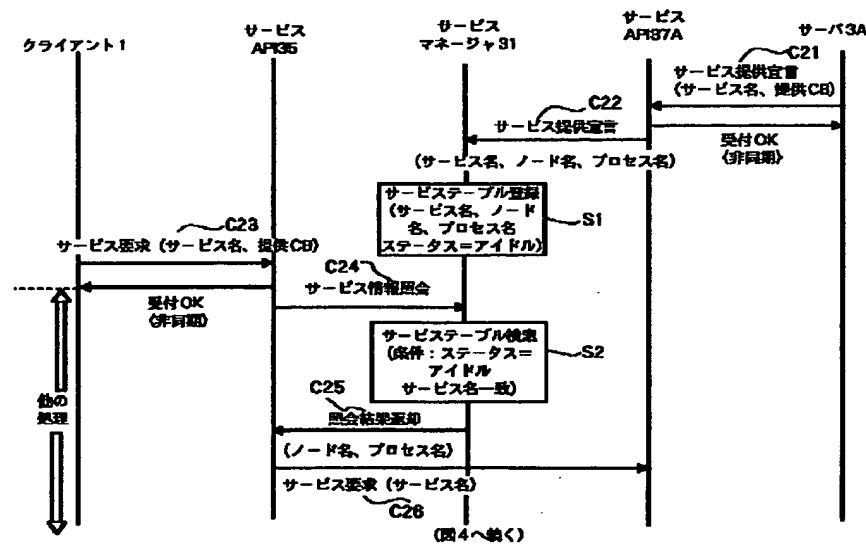 クライアント1
サービス
API35
サービス
マネージャ31
サービス
API37A
サーバ3A
C21
サービス提供宣言
(サービス名、提供CB)
C22
サービス提供宣言
受付OK
(非同期)
(サービス名、ノード名、プロセス名)
サービステーブル登録
(サービス名、ノード
名、プロセス名
ステータス=アイドル)
S1
C23
サービス要求(サービス名、提供CB)
C24
サービス情報照会
受付OK
(非同期)
サービステーブル検索
(条件:ステータス=
アイドル
サービス名一致)
S2
他の
処理
C25
照会結果返却
(ノード名、プロセス名)
サービス要求(サービス名)
C26
(図4へ続く)